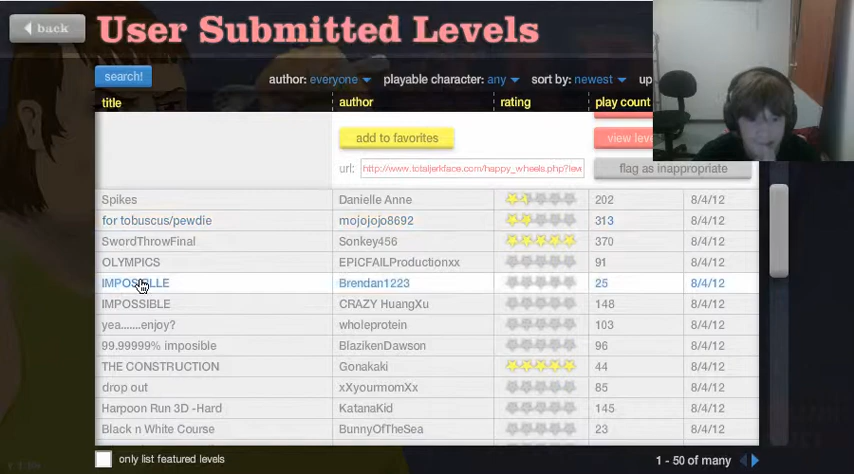 back
User Submitted Levels
search!
author: everyone playable character: any sort by: newest up
title author rating play count
add to favorites view leve
url: http://www.totaljerkface.com/happy_wheels.php?lev flag as inappropriate
Spikes Danielle Anne 202 8/4/12
for tobuscus/pewdie mojojojo8692 313 8/4/12
SwordThrowFinal Sonkey456 370 8/4/12
OLYMPICS EPICFAILProductionxx 91 8/4/12
Brendan1223 25 8/4/12
IMPOSSIBLE CRAZY HuangXu 148 8/4/12
yea.......enjoy? wholeprotein 103 8/4/12
99.99999% imposible BlazikenDawson 96 8/4/12
THE CONSTRUCTION Gonakaki 44 8/4/12
drop out xXyourmomXx 85 8/4/12
Harpoon Run 3D -Hard KatanaKid 145 8/4/12
Black n White Course BunnyOfTheSea 23 8/4/12
only list featured levels 1 - 50 of many